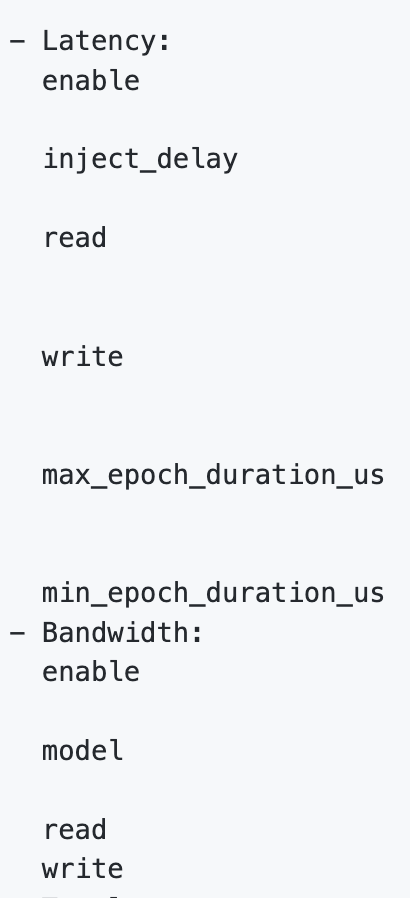 – Latency:
enable
inject_delay
read
write
max_epoch_duration_us
min_epoch_duration_us
– Bandwidth:
enable
model
read
write